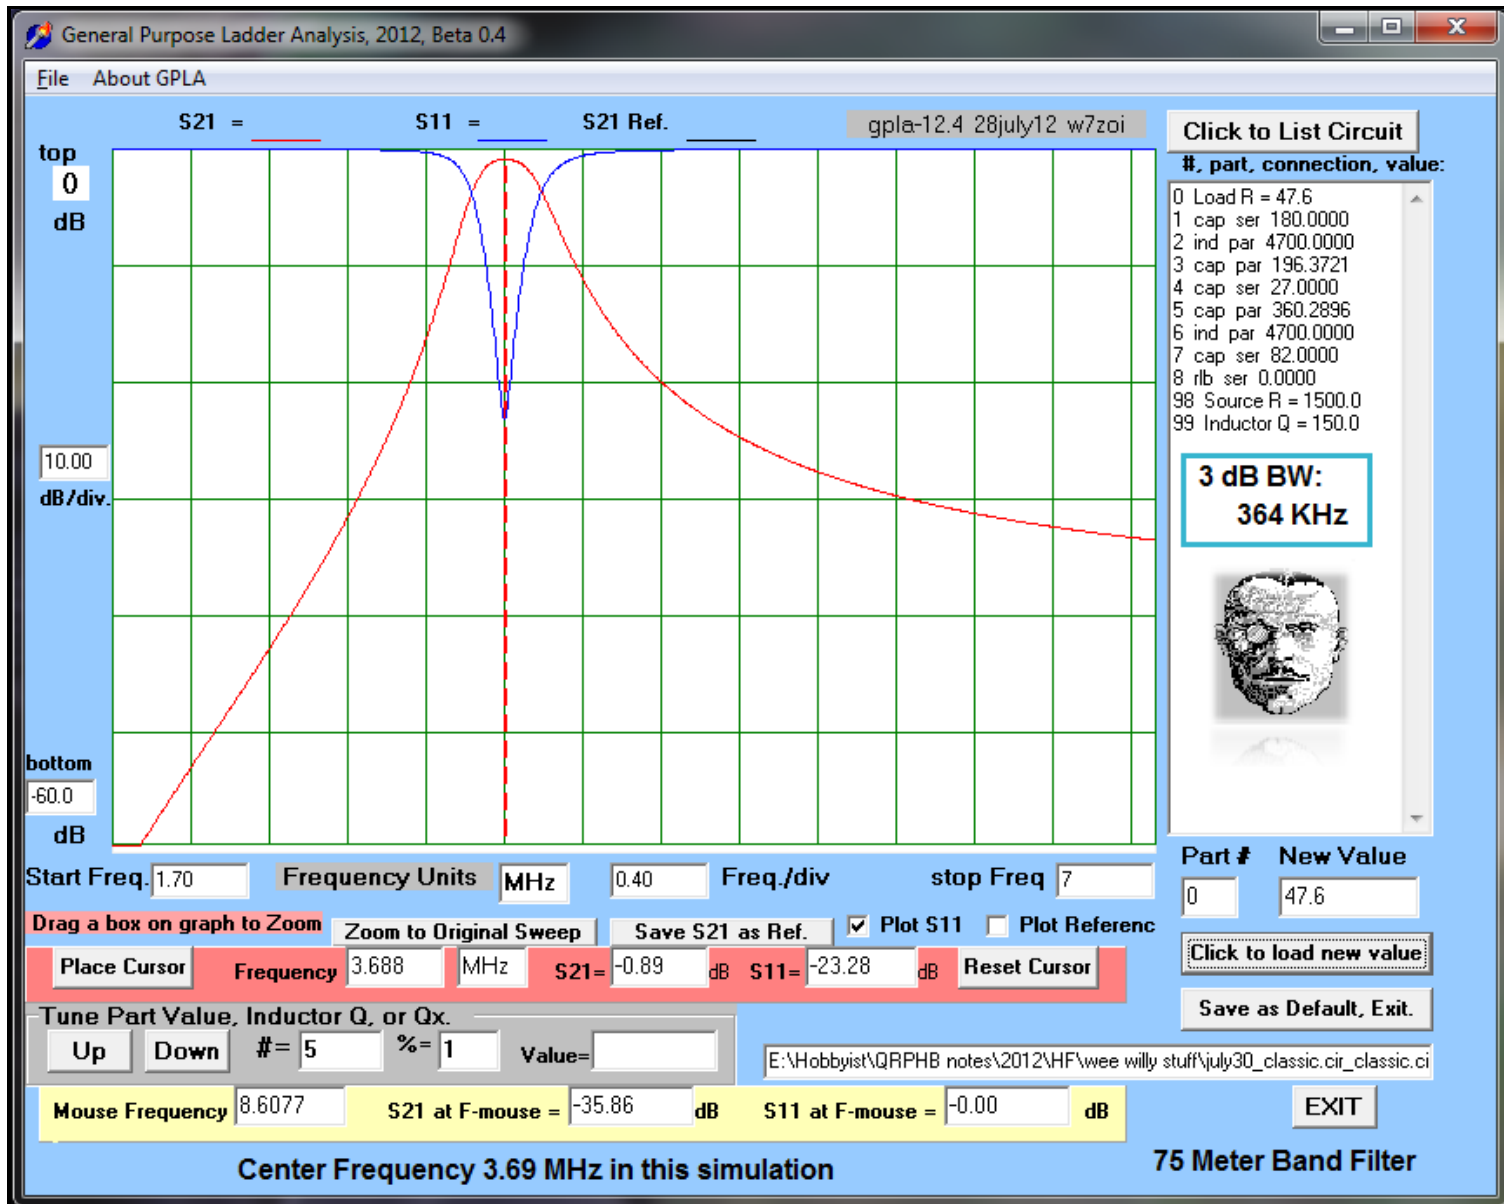 General Purpose Ladder Analysis, 2012, Beta 0.4
File About GPLA
S21 = S11 = S21 Ref. gpla-12.4 28july12 w7zoi
Click to List Circuit
#, part, connection, value:
top
0
dB
0 Load R = 47.6
1 cap ser 180.0000
2 ind par 4700.0000
3 cap par 196.3721
4 cap ser 27.0000
5 cap par 360.2896
6 ind par 4700.0000
7 cap ser 82.0000
8 rlb ser 0.0000
98 Source R = 1500.0
99 Inductor Q = 150.0
10.00
dB/div.
3 dB BW:
364 KHz
bottom
-60.0
dB
Start Freq. 1.70 Frequency Units MHz 0.40 Freq./div stop Freq 7
Part # New Value
0 47.6
Drag a box on graph to Zoom Zoom to Original Sweep Save S21 as Ref. Plot S11 Plot Referenc
Click to load new value
Place Cursor Frequency 3.688 MHz S21= -0.89 dB S11= -23.28 dB Reset Cursor
Save as Default, Exit.
Tune Part Value, Inductor Q, or Qx.
Up Down #= 5 %= 1 Value=
E:\Hobbyist\QRPHB notes\2012\HF\wee willy stuff\july30_classic.cir_classic.ci
Mouse Frequency 8.6077 S21 at F-mouse = -35.86 dB S11 at F-mouse = -0.00 dB
EXIT
Center Frequency 3.69 MHz in this simulation
75 Meter Band Filter